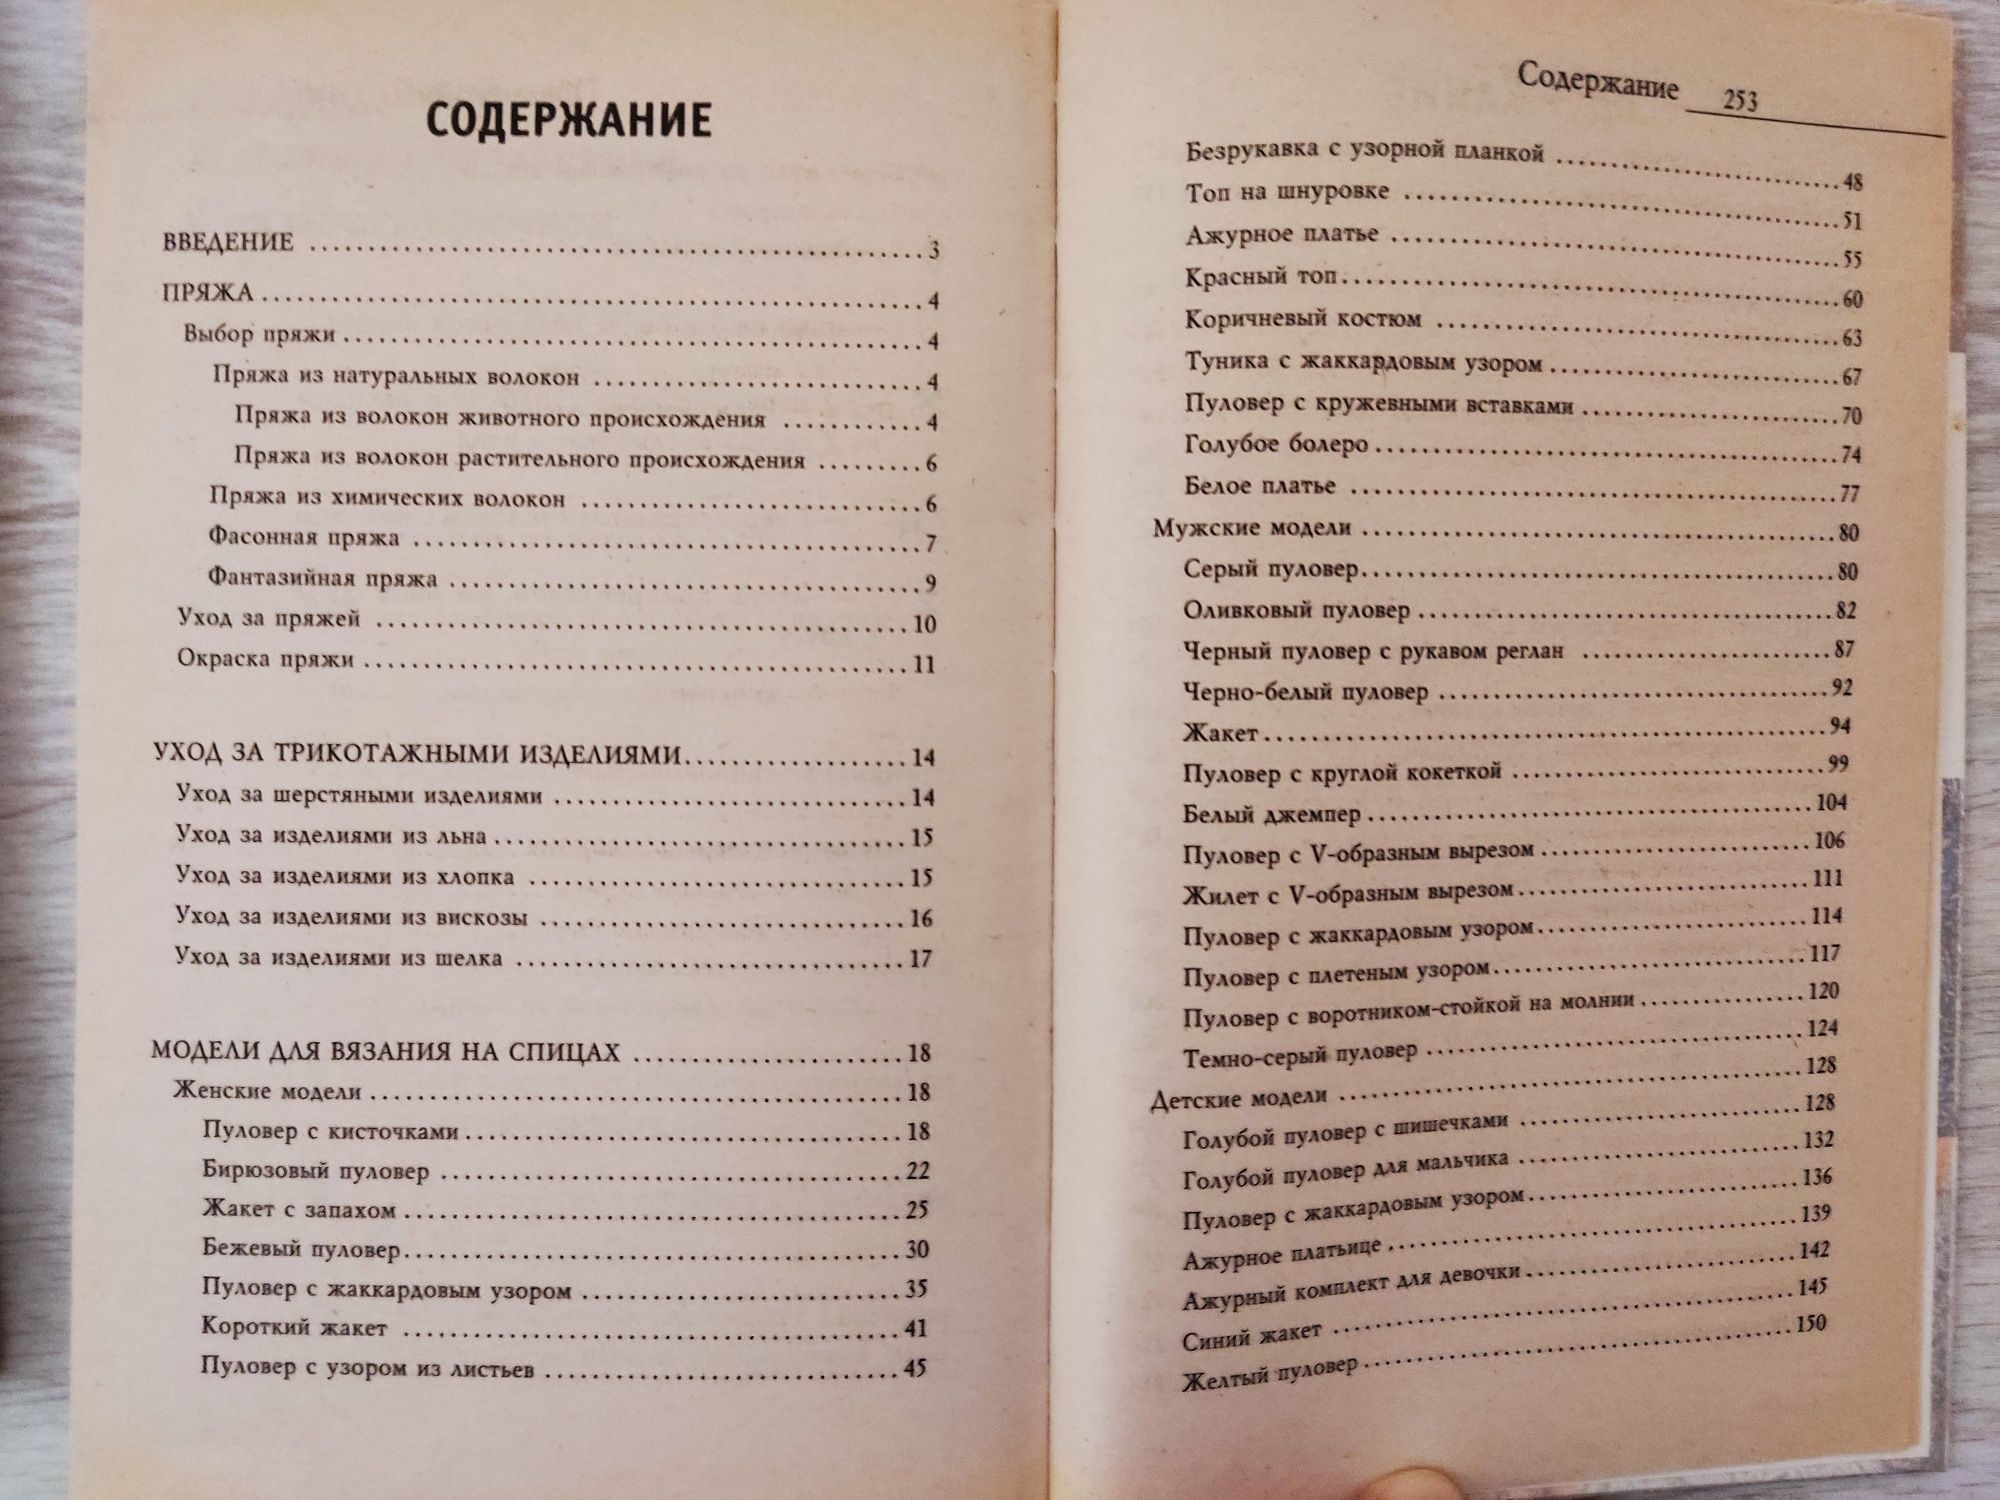 СОДЕРЖАНИЕ
ВВЕДЕНИЕ ........ 3
ПРЯЖА ........ 4
Выбор пряжи ........ 4
Пряжа из натуральных волокон ........ 4
Пряжа из волокон животного происхождения ........ 4
Пряжа из волокон растительного происхождения ........ 6
Пряжа из химических волокон ........ 6
Фасонная пряжа ........ 7
Фантазийная пряжа ........ 9
Уход за пряжей ........ 10
Окраска пряжи ........ 11
УХОД ЗА ТРИКОТАЖНЫМИ ИЗДЕЛИЯМИ ........ 14
Уход за шерстяными изделиями ........ 14
Уход за изделиями из льна ........ 15
Уход за изделиями из хлопка ........ 15
Уход за изделиями из вискозы ........ 16
Уход за изделиями из шелка ........ 17
МОДЕЛИ ДЛЯ ВЯЗАНИЯ НА СПИЦАХ ........ 18
Женские модели ........ 18
Пуловер с кисточками ........ 18
Бирюзовый пуловер ........ 22
Жакет с запахом ........ 25
Бежевый пуловер ........ 30
Пуловер с жаккардовым узором ........ 35
Короткий жакет ........ 41
Пуловер с узором из листьев ........ 45
Содержание 253
Безрукавка с узорной планкой ........ 48
Топ на шнуровке ........ 51
Ажурное платье ........ 55
Красный топ ........ 60
Коричневый костюм ........ 63
Туника с жаккардовым узором ........ 67
Пуловер с кружевными вставками ........ 70
Голубое болеро ........ 74
Белое платье ........ 77
Мужские модели ........ 80
Серый пуловер ........ 80
Оливковый пуловер ........ 82
Черный пуловер с рукавом реглан ........ 87
Черно-белый пуловер ........ 92
Жакет ........ 94
Пуловер с круглой кокеткой ........ 99
Белый джемпер ........ 104
Пуловер с V-образным вырезом ........ 106
Жилет с V-образным вырезом ........ 111
Пуловер с жаккардовым узором ........ 114
Пуловер с плетеным узором ........ 117
Пуловер с воротником-стойкой на молнии ........ 120
Темно-серый пуловер ........ 124
Детские модели ........ 128
Голубой пуловер с шишечками ........ 128
Голубой пуловер для мальчика ........ 132
Пуловер с жаккардовым узором ........ 136
Ажурное платьице ........ 139
Ажурный комплект для девочки ........ 142
Синий жакет ........ 145
Желтый пуловер ........ 150